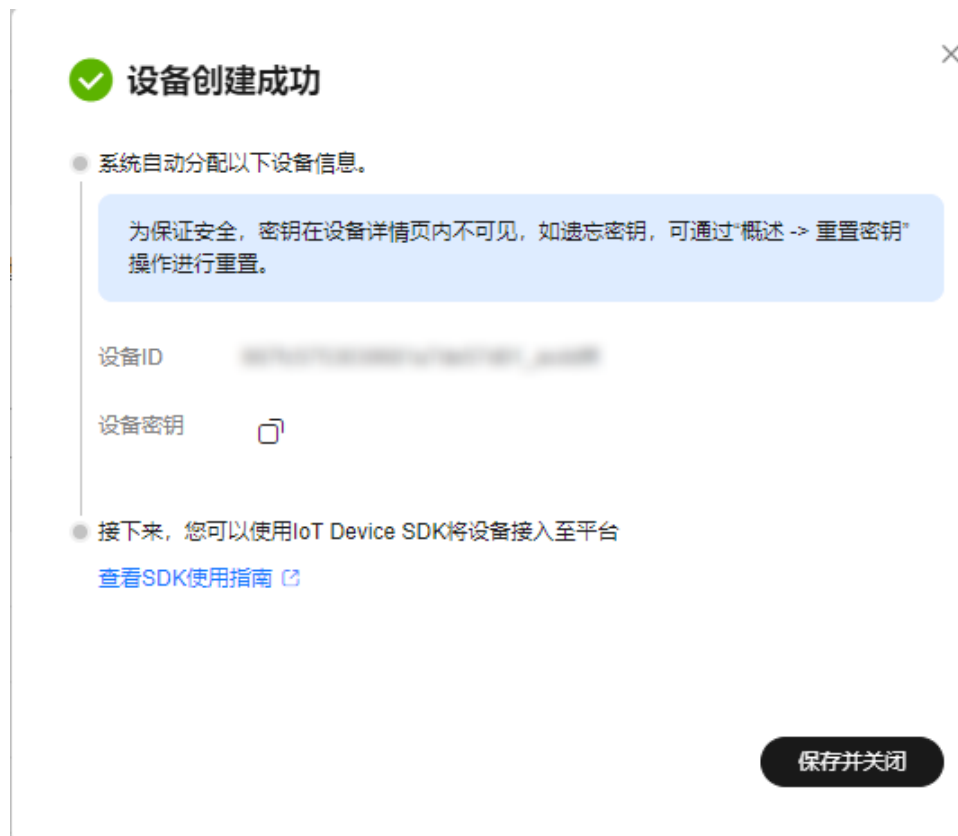 设备创建成功
系统自动分配以下设备信息。
为保证安全，密钥在设备详情页内不可见，如遗忘密钥，可通过“概述 -> 重置密钥”
操作进行重置。
设备ID
设备密钥
接下来，您可以使用IoT Device SDK将设备接入至平台
查看SDK使用指南
保存并关闭